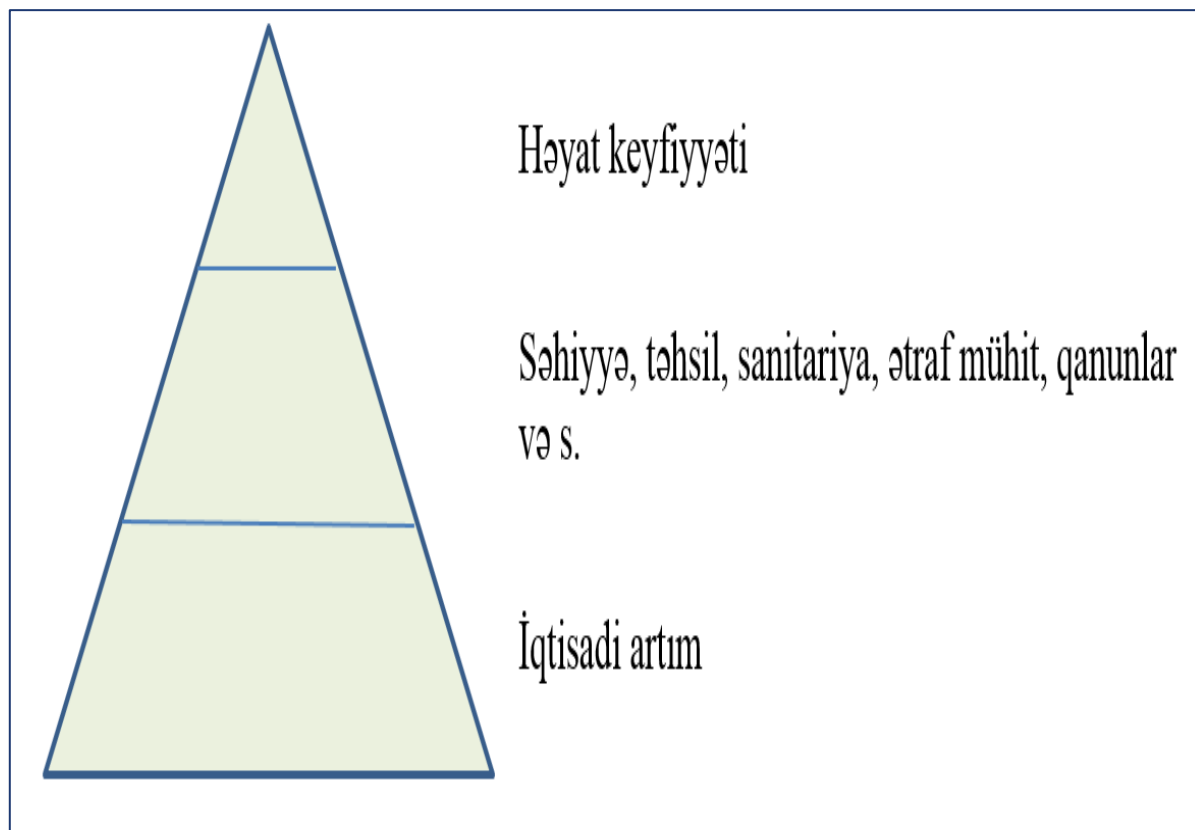 Həyat keyfiyyəti
Səhiyyə, təhsil, sanitariya, ətraf mühit, qanunlar
və s.
İqtisadi artım